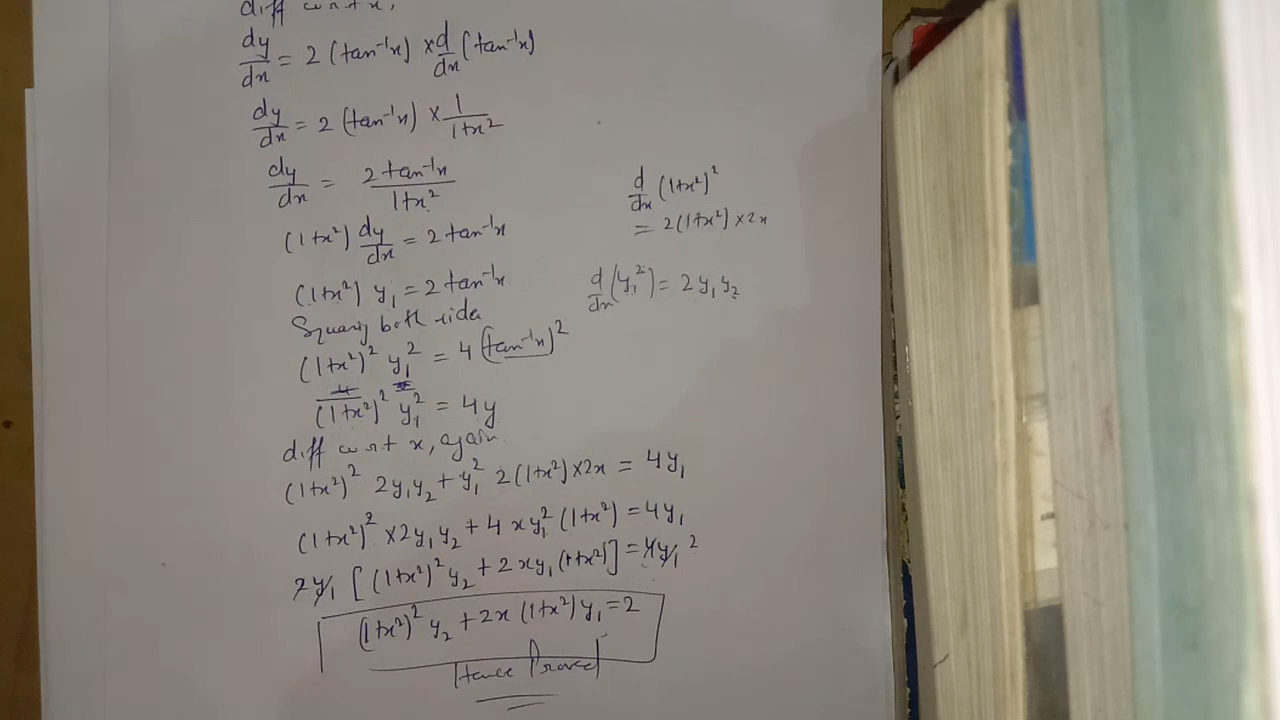 diff w.r.t x,
dy/dx = 2 (tan⁻¹x) × d/dx (tan⁻¹x)
dy/dx = 2 (tan⁻¹x) × 1/1+x²
dy/dx = 2 tan⁻¹x / 1+x²
(1+x²) dy/dx = 2 tan⁻¹x
(1+x²) y₁ = 2 tan⁻¹x
Squaring both side
(1+x²)² y₁² = 4 (tan⁻¹x)²
(1+x²)² y₁² = 4y
diff w.r.t x, again
(1+x²)² 2y₁y₂ + y₁² 2(1+x²)×2x = 4y₁
(1+x²)² ×2y₁y₂ + 4xy₁² (1+x²) = 4y₁
2y₁ [(1+x²)² y₂ + 2xy₁ (1+x²)] = 4y₁ 2
(1+x²)² y₂ + 2x (1+x²) y₁ = 2
Hence Proved
d/dx (1+x²)²
= 2(1+x²) × 2x
d/dx (y₁²) = 2y₁y₂